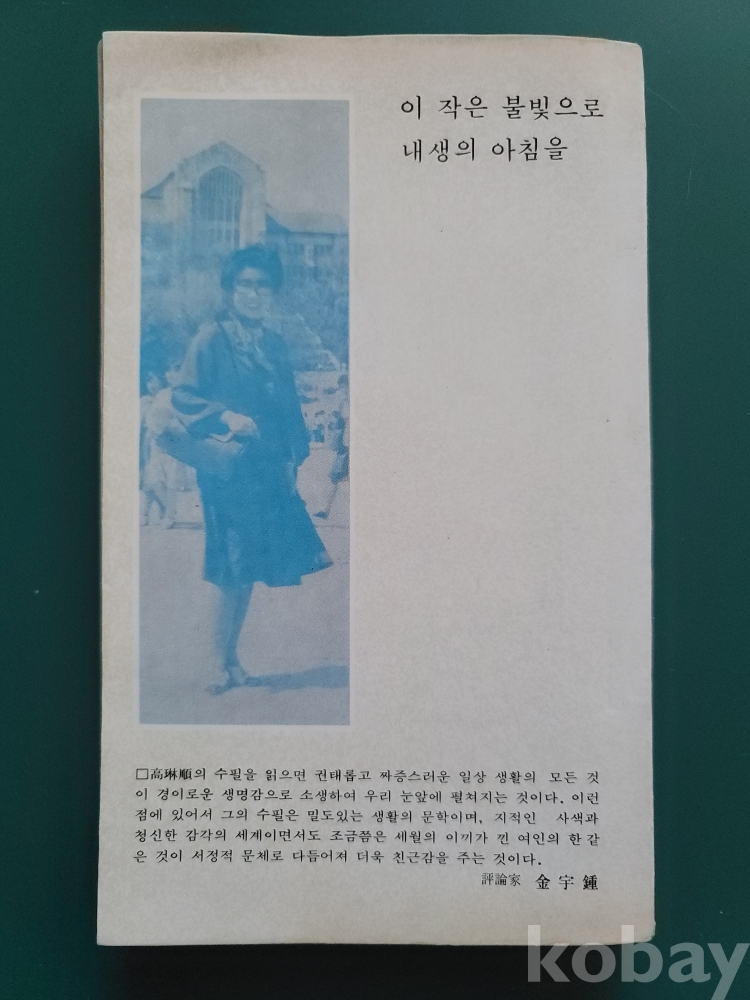 이 작은 불빛으로
내생의 아침을
□高琳順의 수필을 읽으면 권태롭고 짜증스러운 일상 생활의 모든 것
이 경이로운 생명감으로 소생하여 우리 눈앞에 펼쳐지는 것이다. 이런
점에 있어서 그의 수필은 밀도있는 생활의 문학이며, 지적인 사색과
청신한 감각의 세계이면서도 조금쯤은 세월의 이끼가 낀 여인의 한 같
은 것이 서정적 문체로 다듬어져 더욱 친근감을 주는 것이다.
評論家 金宇鍾
kobay